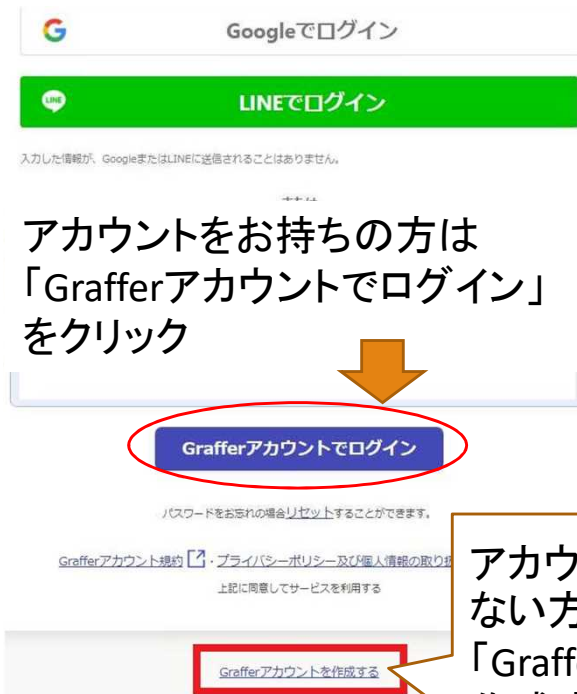 Googleでログイン
LINE
LINEでログイン
入力した情報が、GoogleまたはLINEに送信されることはありません。
アカウントをお持ちの方は
「Grafferアカウントでログイン」
をクリック
Grafferアカウントでログイン
パスワードをお忘れの場合リセットすることができます。
Grafferアカウント規約・プライバシーポリシー及び個人情報の取り扱
上記に同意してサービスを利用する
アカウ
ない方
「Graffe
Grafferアカウントを作成する